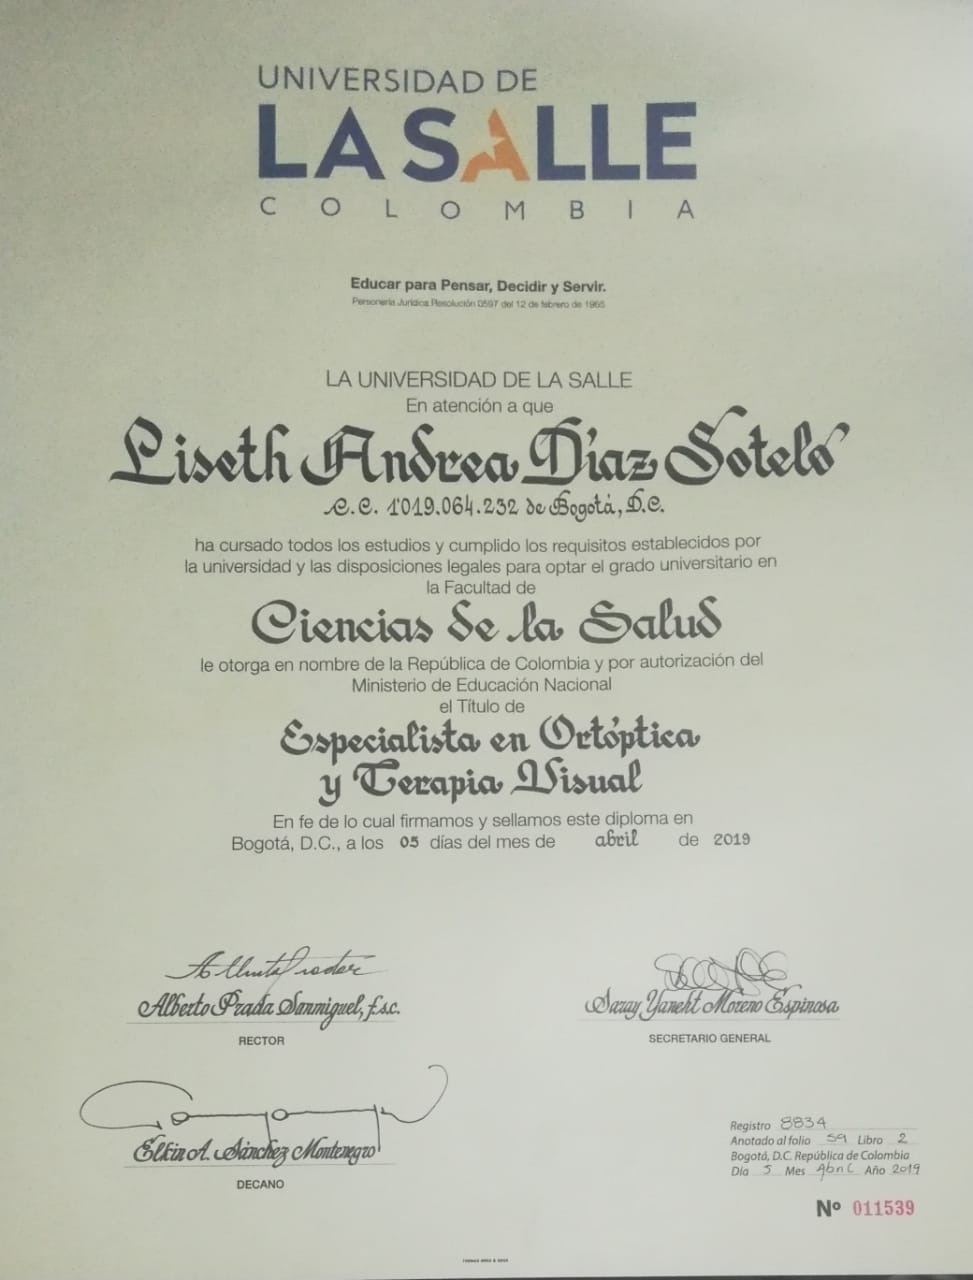 UNIVERSIDAD DE
LA SALLE
COLOMBIA
Educar para Pensar, Decidir y Servir.
Personería Jurídica Resolución 0597 del 12 de febrero de 1965
LA UNIVERSIDAD DE LA SALLE
En atención a que
Liseth Andrea Díaz Sotelo
C.C. 1'019.064.232 de Bogotá, D.C.
ha cursado todos los estudios y cumplido los requisitos establecidos por
la universidad y las disposiciones legales para optar el grado universitario en
la Facultad de
Ciencias de la Salud
le otorga en nombre de la República de Colombia y por autorización del
Ministerio de Educación Nacional
el Título de
Especialista en Ortóptica
y Terapia Visual
En fe de lo cual firmamos y sellamos este diploma en
Bogotá, D.C., a los 05 días del mes de abril de 2019
Alberto Prada Sanmiguel, f.s.c.
RECTOR
Saray Yaneht Moreno Espinosa
SECRETARIO GENERAL
Elkin A. Sánchez Montenegro
DECANO
Registro 8834
Anotado al folio 59 Libro 2
Bogotá, D.C. República de Colombia
Día 5 Mes Abril Año 2019
Nº 011539